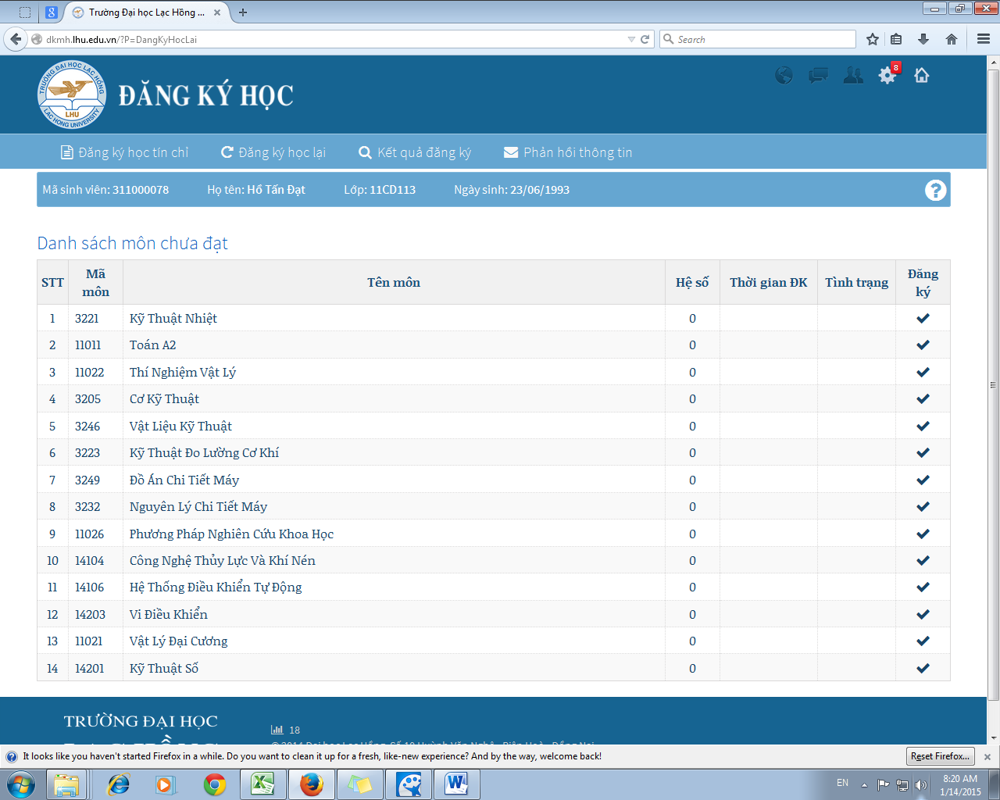 Trường Đại học Lạc Hồng ...
dkmh.lhu.edu.vn/?P=DangKyHocLai
Search
TRƯỜNG ĐẠI HỌC LẠC HỒNG
LHU
LAC HONG UNIVERSITY
ĐĂNG KÝ HỌC
8
Đăng ký học tín chỉ Đăng ký học lại Kết quả đăng ký Phản hồi thông tin
Mã sinh viên: 311000078 Họ tên: Hồ Tấn Đạt Lớp: 11CD113 Ngày sinh: 23/06/1993
Danh sách môn chưa đạt
STT Mã môn Tên môn Hệ số Thời gian ĐK Tình trạng Đăng ký
1 3221 Kỹ Thuật Nhiệt 0
2 11011 Toán A2 0
3 11022 Thí Nghiệm Vật Lý 0
4 3205 Cơ Kỹ Thuật 0
5 3246 Vật Liệu Kỹ Thuật 0
6 3223 Kỹ Thuật Đo Lường Cơ Khí 0
7 3249 Đồ Án Chi Tiết Máy 0
8 3232 Nguyên Lý Chi Tiết Máy 0
9 11026 Phương Pháp Nghiên Cứu Khoa Học 0
10 14104 Công Nghệ Thủy Lực Và Khí Nén 0
11 14106 Hệ Thống Điều Khiển Tự Động 0
12 14203 Vi Điều Khiển 0
13 11021 Vật Lý Đại Cương 0
14 14201 Kỹ Thuật Số 0
TRƯỜNG ĐẠI HỌC
18
It looks like you haven't started Firefox in a while. Do you want to clean it up for a fresh, like-new experience? And by the way, welcome back!
Reset Firefox...
EN
8:20 AM
1/14/2015